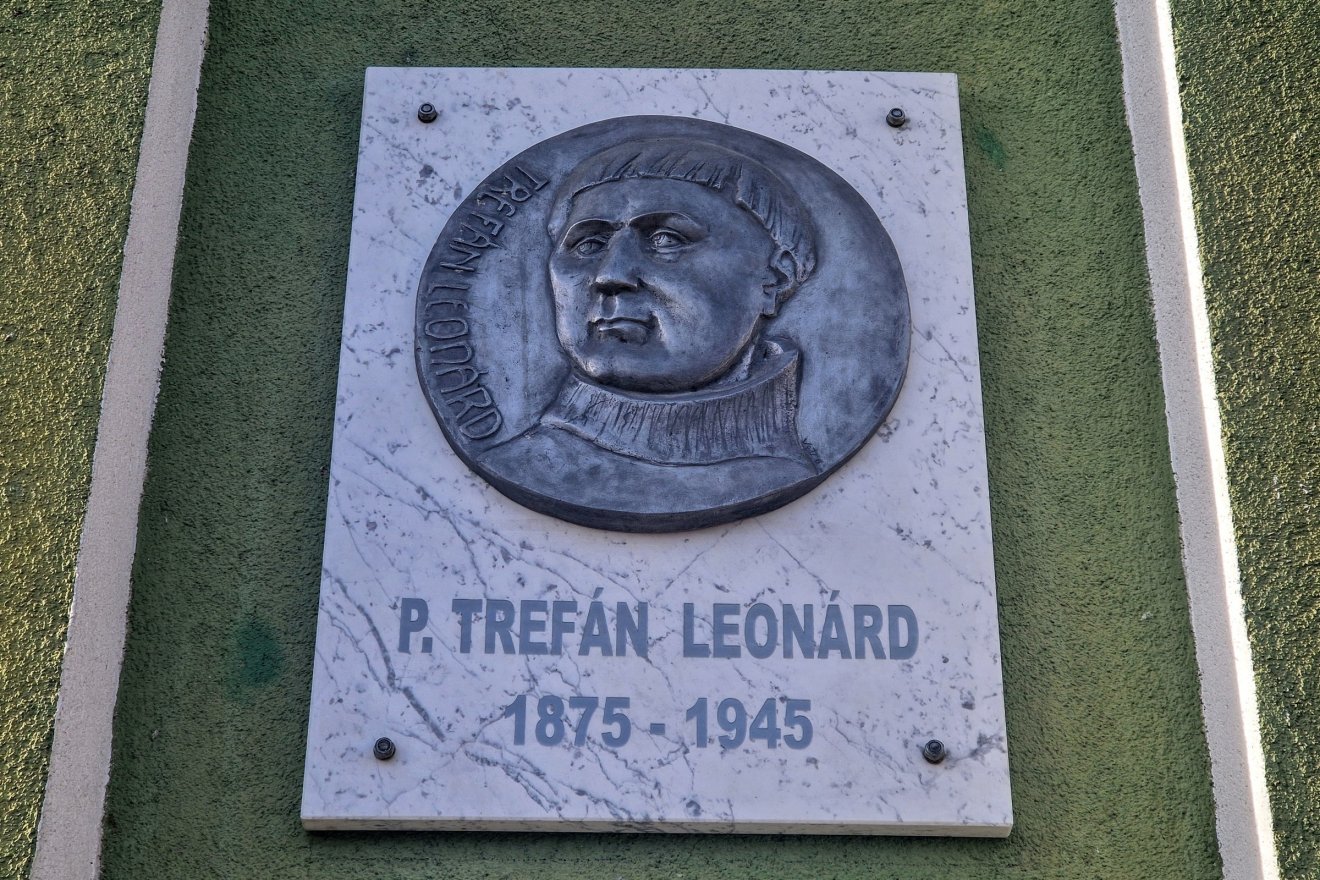 TREFÁN LEONÁRD
P. TREFÁN LEONÁRD
1875 - 1945